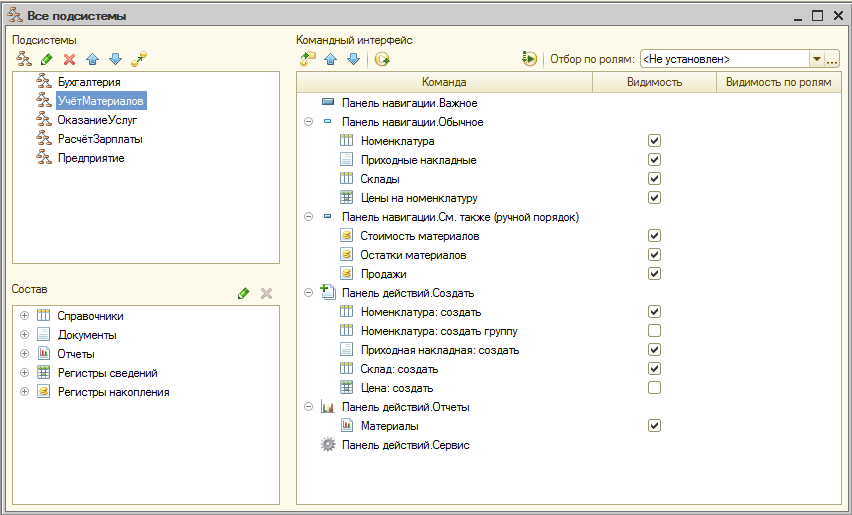 Все подсистемы
Подсистемы
Бухгалтерия
УчётМатериалов
ОказаниеУслуг
РасчётЗарплаты
Предприятие
Состав
Справочники
Документы
Отчеты
Регистры сведений
Регистры накопления
Командный интерфейс
Отбор по ролям: <Не установлен>
Команда Видимость Видимость по ролям
Панель навигации.Важное
Панель навигации.Обычное
Номенклатура
Приходные накладные
Склады
Цены на номенклатуру
Панель навигации.См. также (ручной порядок)
Стоимость материалов
Остатки материалов
Продажи
Панель действий.Создать
Номенклатура: создать
Номенклатура: создать группу
Приходная накладная: создать
Склад: создать
Цена: создать
Панель действий.Отчеты
Материалы
Панель действий.Сервис